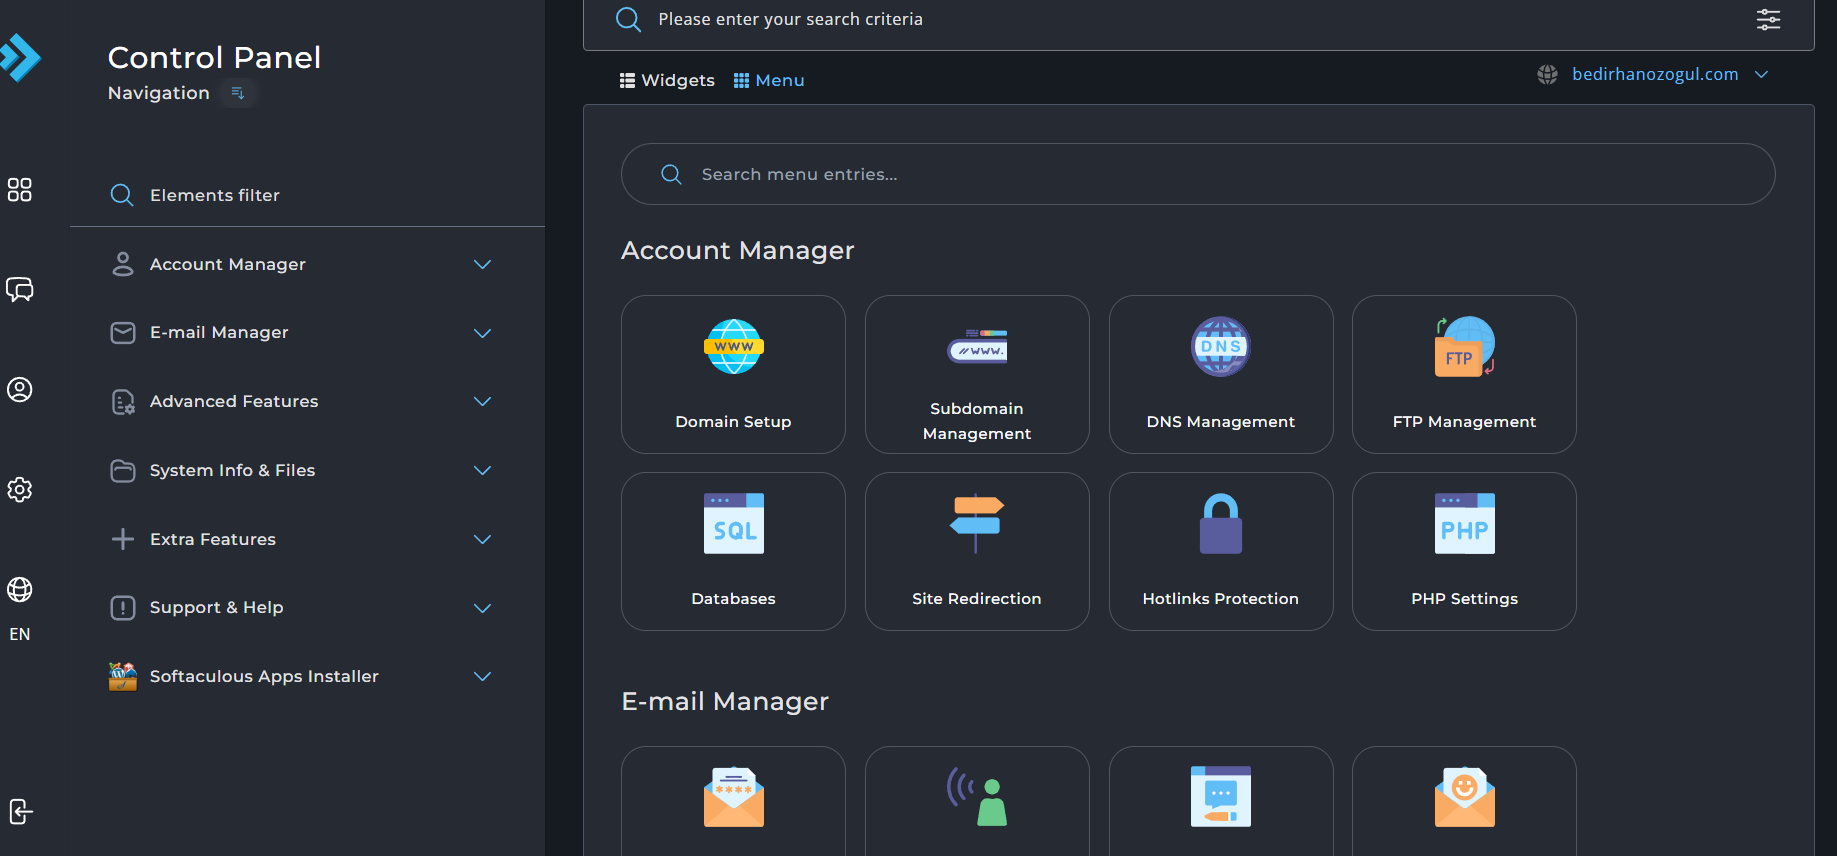 Control Panel
Navigation
Elements filter
Account Manager
E-mail Manager
Advanced Features
System Info & Files
Extra Features
Support & Help
Softaculous Apps Installer
EN
Please enter your search criteria
Widgets
Menu
bedirhanozogul.com
Search menu entries...
Account Manager
www
Domain Setup
//www.
Subdomain
Management
DNS
DNS Management
FTP
FTP Management
SQL
Databases
Site Redirection
Hotlinks Protection
PHP
PHP Settings
E-mail Manager
****